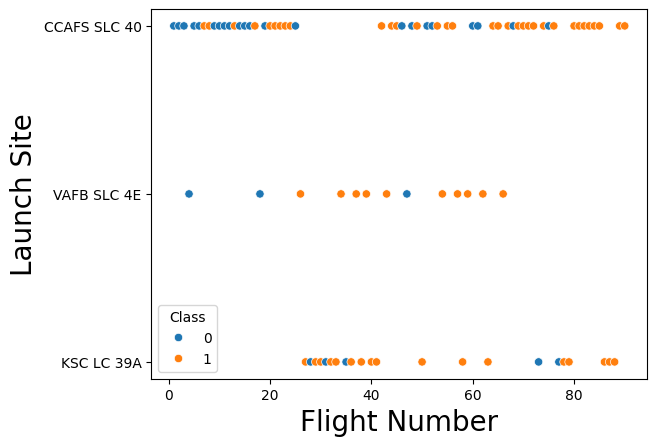 CCAFS SLC 40
VAFB SLC 4E
KSC LC 39A
Launch Site
Class
0
1
0 20 40 60 80
Flight Number